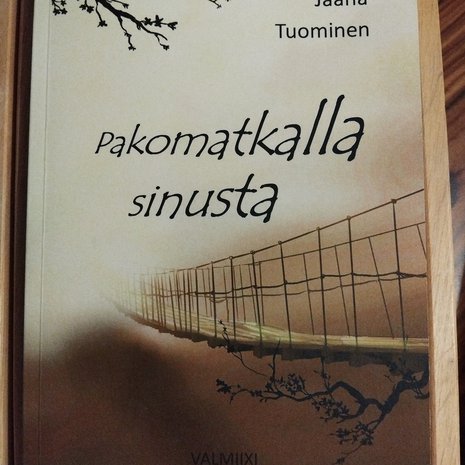 Jaana
Tuominen
Pakomatkalla
sinusta
VALMIIXI